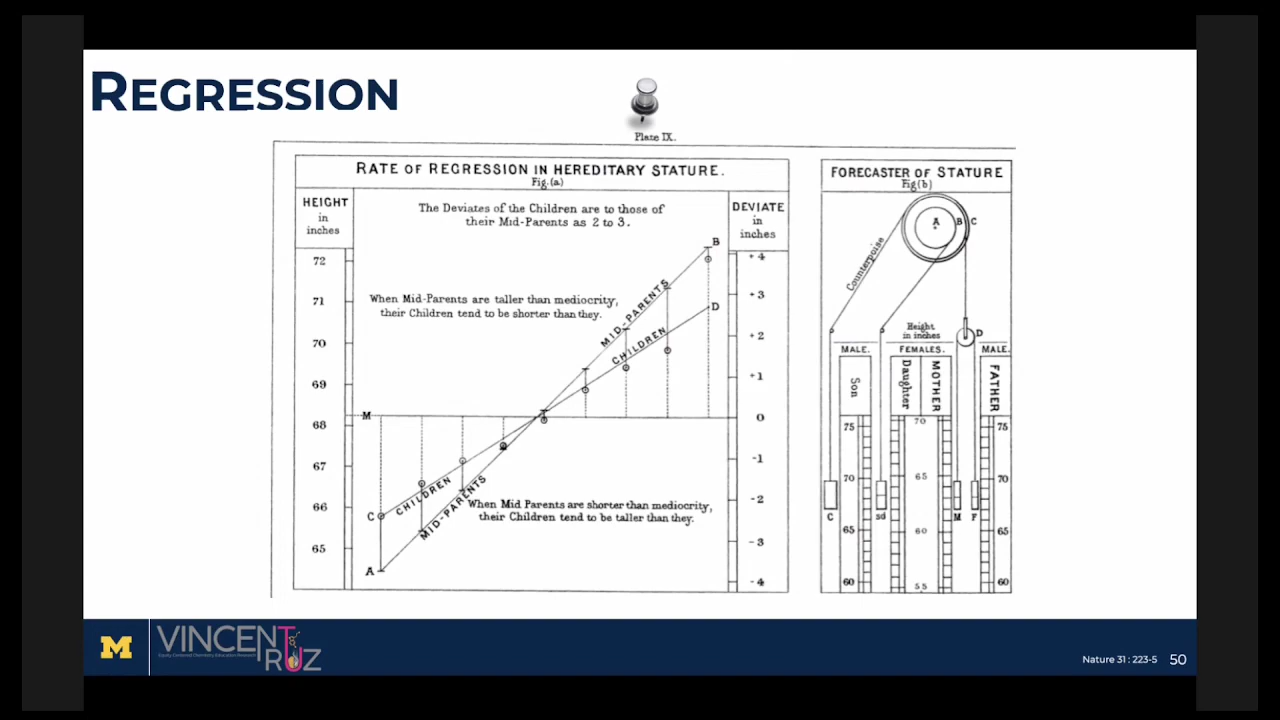 REGRESSION
Plate IX.
RATE OF REGRESSION IN HEREDITARY STATURE.
Fig. (a)
HEIGHT
in
inches
The Deviates of the Children are to those of
their Mid-Parents as 2 to 3.
DEVIATE
in
inches
B
72
+4
71
+3
When Mid-Parents are taller than mediocrity,
their Children tend to be shorter than they.
MID-PARENTS
D
CHILDREN
70
+2
69
+1
M
0
68
67
-1
CHILDREN
MID-PARENTS
When Mid Parents are shorter than mediocrity,
their Children tend to be taller than they.
66
C
-2
65
-3
A
-4
FORECASTER OF STATURE
Fig (b)
A B C
Counterpoise
D
Height
in inches
MALE.
FEMALES.
MALE.
Son
Daughter
MOTHER
FATHER
75
70
75
70
65
70
C
sd
M
F
65
60
65
60
55
60
M
VINCENT
RUZ
Equity Centered Chemistry Education Research
Nature 31 : 223-5
50